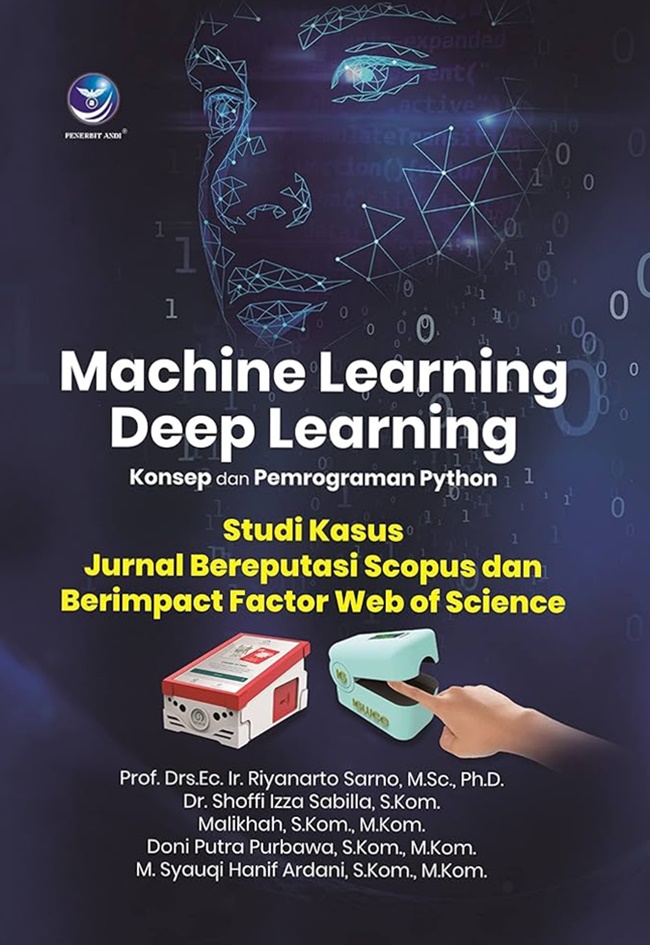 PENERBIT ANDI®
Machine Learning
Deep Learning
Konsep dan Pemrograman Python
Studi Kasus
Jurnal Bereputasi Scopus dan
Berimpact Factor Web of Science
Prof. Drs.Ec. Ir. Riyanarto Sarno, M.Sc., Ph.D.
Dr. Shoffi Izza Sabilla, S.Kom.
Malikhah, S.Kom., M.Kom.
Doni Putra Purbawa, S.Kom., M.Kom.
M. Syauqi Hanif Ardani, S.Kom., M.Kom.